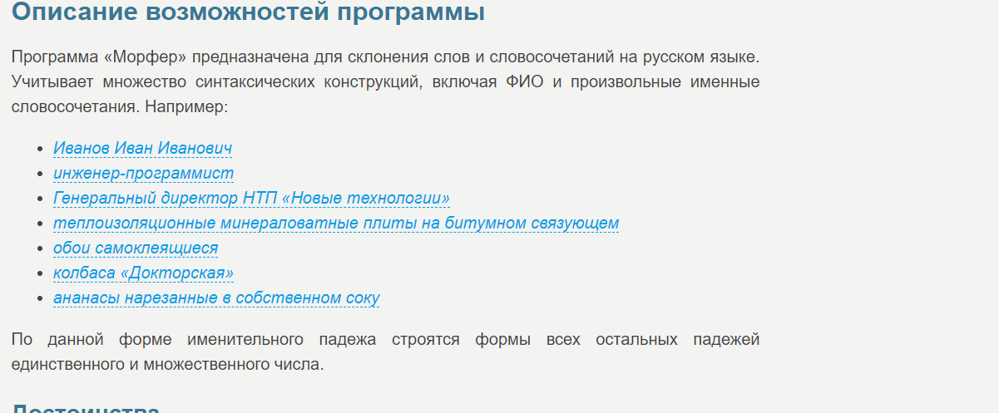 Описание возможностей программы
Программа «Морфер» предназначена для склонения слов и словосочетаний на русском языке.
Учитывает множество синтаксических конструкций, включая ФИО и произвольные именные
словосочетания. Например:
Иванов Иван Иванович
инженер-программист
Генеральный директор НТП «Новые технологии»
теплоизоляционные минераловатные плиты на битумном связующем
обои самоклеящиеся
колбаса «Докторская»
ананасы нарезанные в собственном соку
По данной форме именительного падежа строятся формы всех остальных падежей
единственного и множественного числа.
Достоинства